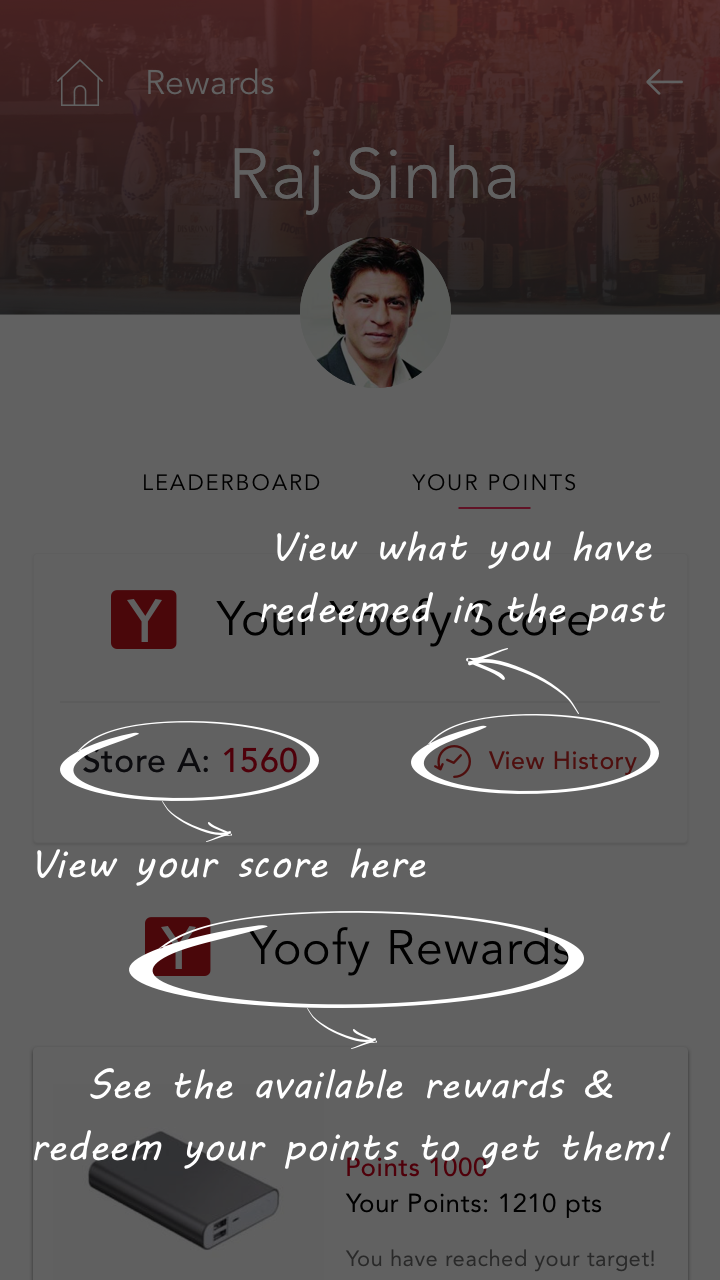 Rewards
Raj Sinha
LEADERBOARD YOUR POINTS
View what you have
redeemed in the past
Y Your Yoofy Score
Store A: 1560 View History
View your score here
Y Yoofy Rewards
See the available rewards &
redeem your points to get them!
Points 1000
Your Points: 1210 pts
You have reached your target!